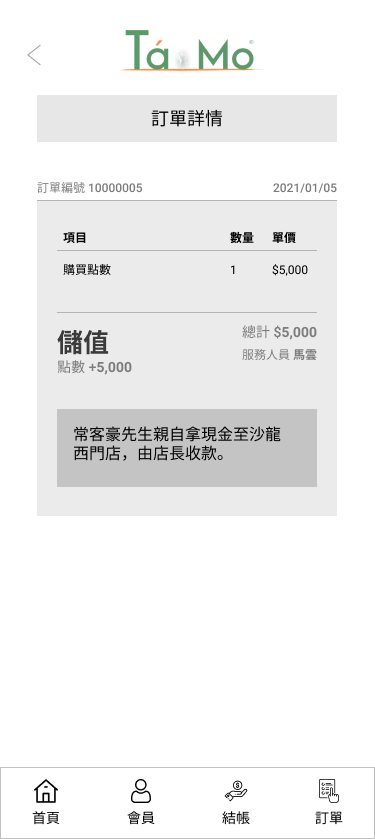 Tá Mo
訂單詳情
訂單編號 10000005 2021/01/05
項目 數量 單價
購買點數 1 $5,000
儲值 總計 $5,000
點數 +5,000 服務人員 馬雲
常客豪先生親自拿現金至沙龍
西門店，由店長收款。
首頁 會員 結帳 訂單